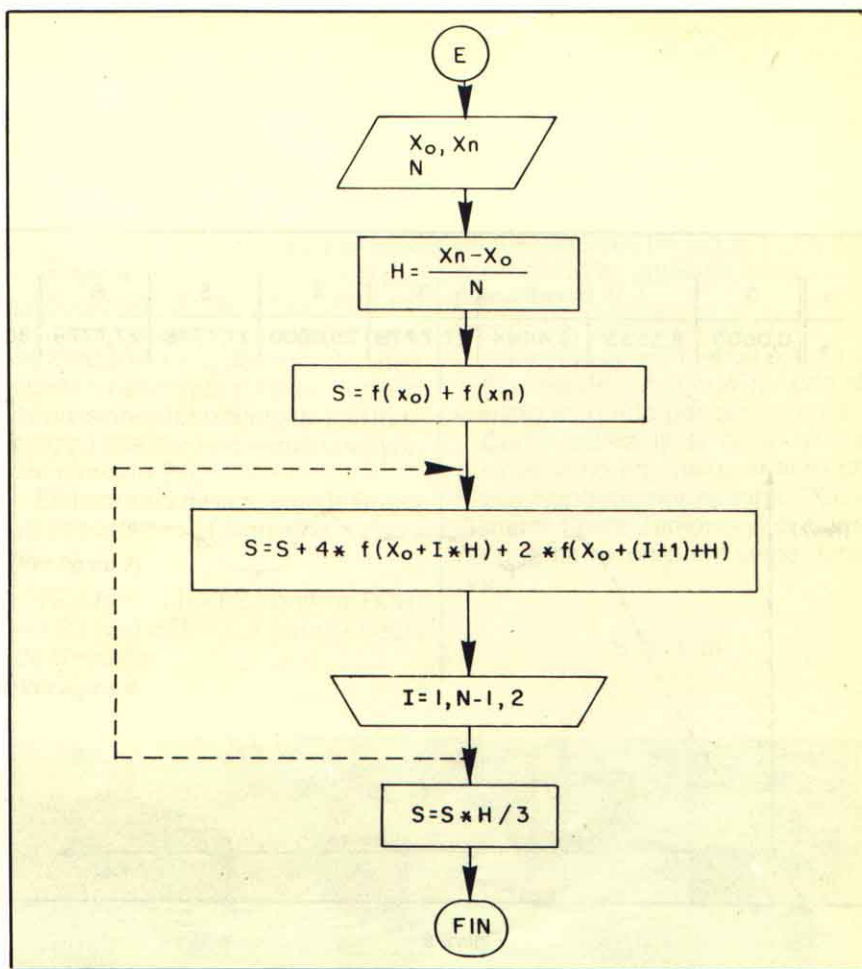 E
Xo, Xn
N
H = Xn-Xo / N
S = f(xo) + f(xn)
S=S+4* f(Xo+I*H)+2*f(Xo+(I+1)+H)
I=1, N-1, 2
S=S*H/3
FIN